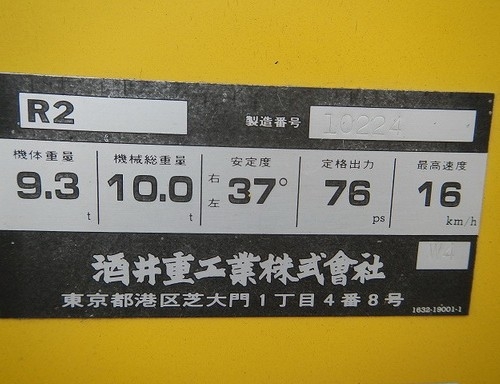 R2 製造番号 10224
機体重量 機械総重量 安定度 定格出力 最高速度
9.3 t 10.0 t 右 左 37° 76 ps 16 km/h
W4
酒井重工業株式會社
東京都港区芝大門1丁目4番8号
1632-19001-1